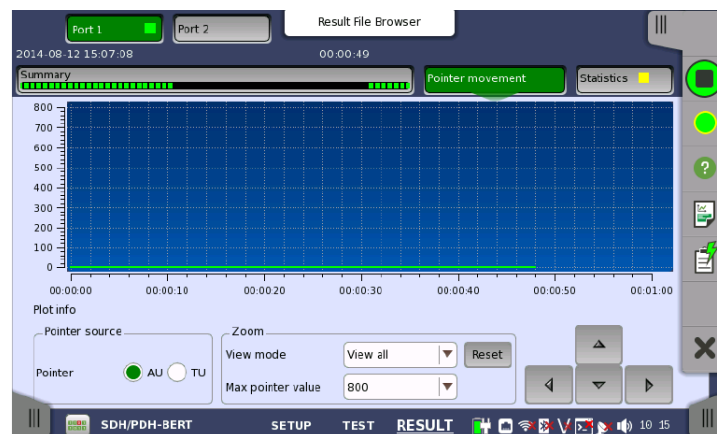 Result File Browser
Port 1
Port 2
2014-08-12 15:07:08
00:00:49
Summary
Pointer movement
Statistics
800
700
600
500
400
300
200
100
0
00:00:00 00:00:10 00:00:20 00:00:30 00:00:40 00:00:50 00:01:00
Plot info
Pointer source
Pointer
AU
TU
Zoom
View mode
View all
Reset
Max pointer value
800
SDH/PDH-BERT
SETUP
TEST
RESULT
10 15